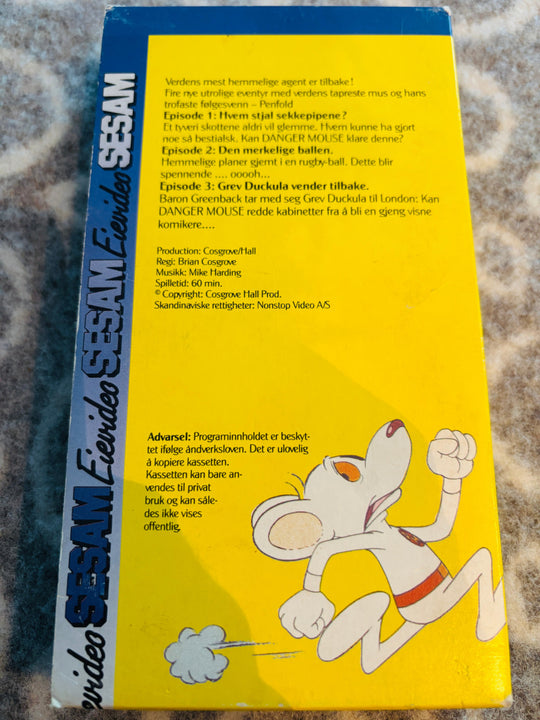 Verdens mest hemmelige agent er tilbake!
Fire nye utrolige eventyr med verdens tapreste mus og hans
trofaste følgesvenn – Penfold
Episode 1: Hvem stjal sekkepipene?
Et tyveri skottene aldri vil glemme. Hvem kunne ha gjort
noe så bestialsk. Kan DANGER MOUSE klare denne?
Episode 2: Den merkelige ballen.
Hemmelige planer gjemt i en rugby-ball. Dette blir
spennende .... ooooh...
Episode 3: Grev Duckula vender tilbake.
Baron Greenback tar med seg Grev Duckula til London: Kan
DANGER MOUSE redde kabinetter fra å bli en gjeng visne
komikere....
Production: Cosgrove/Hall
Regi: Brian Cosgrove
Musikk: Mike Harding
Spilletid: 60 min.
© Copyright: Cosgrove Hall Prod.
Skandinaviske rettigheter: Nonstop Video A/S
Advarsel: Programinnholdet er beskyt-
tet ifølge åndverksloven. Det er ulovelig
å kopiere kassetten.
Kassetten kan bare an-
vendes til privat
bruk og kan såle-
des ikke vises
offentlig.
Eievideo SESAM Eievideo SESAM Eievideo SESAM